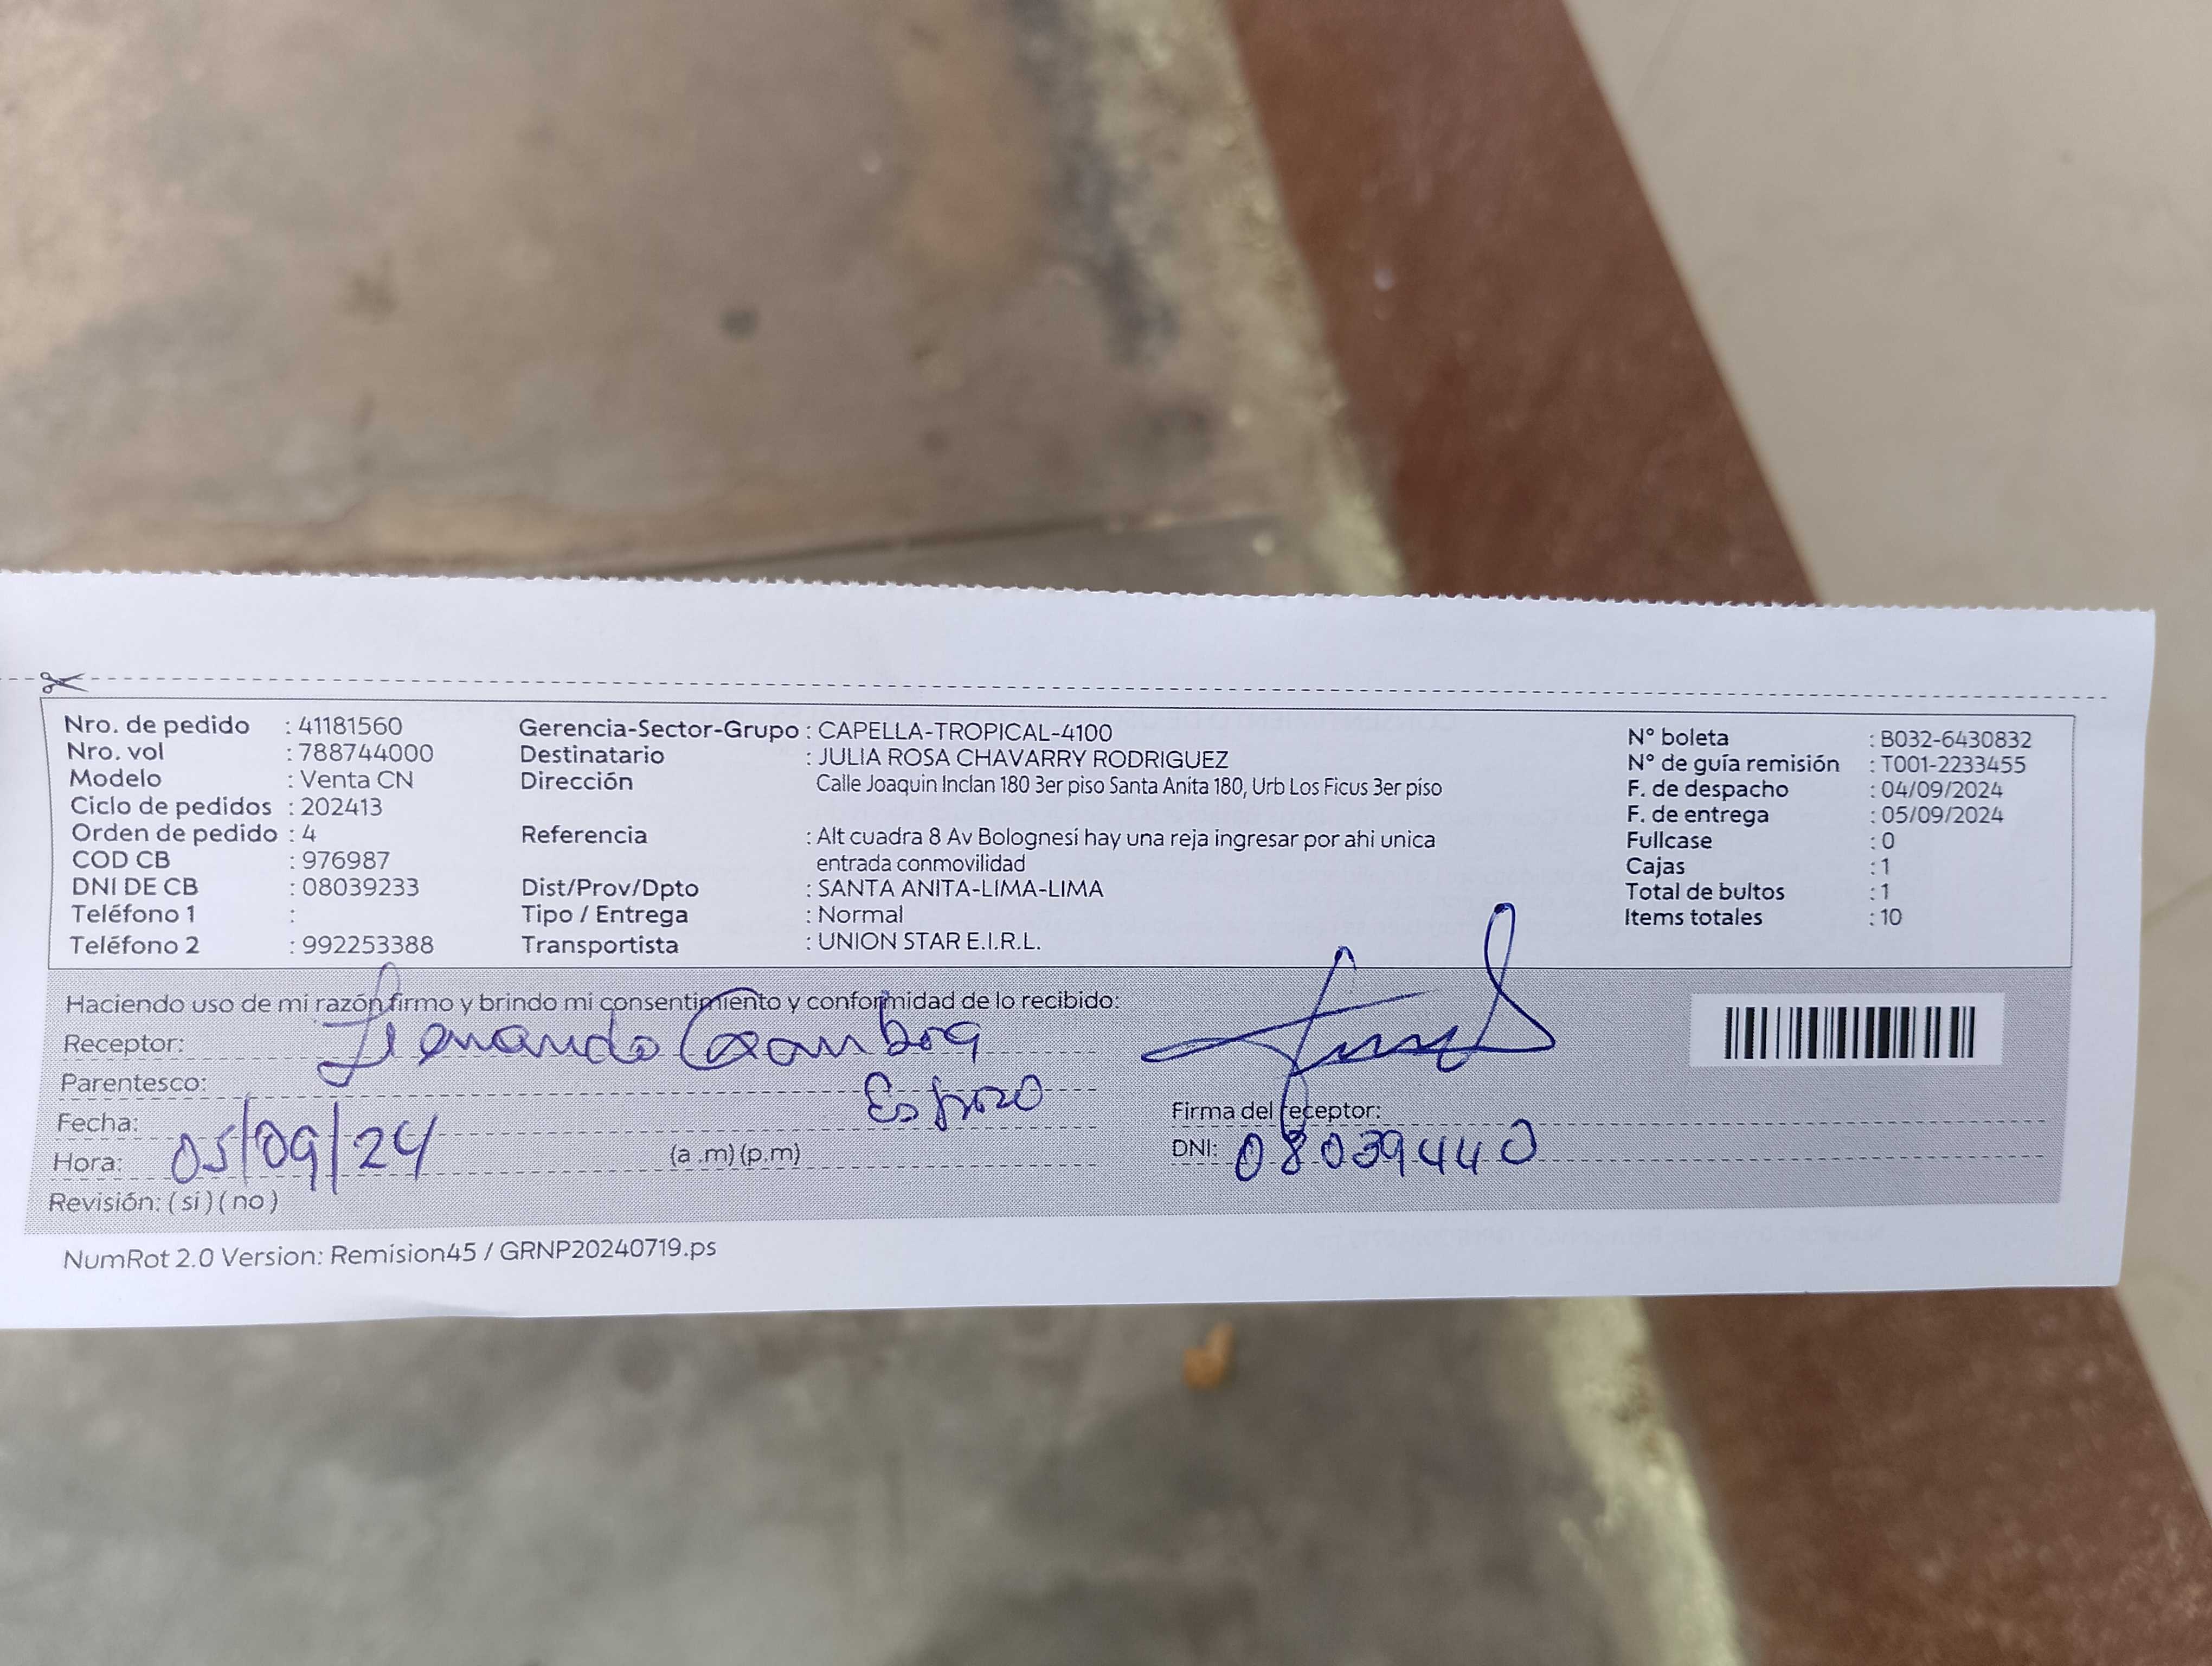 Nro. de pedido : 41181560
Nro. vol : 788744000
Modelo : Venta CN
Ciclo de pedidos : 202413
Orden de pedido : 4
COD CB : 976987
DNI DE CB : 08039233
Teléfono 1 :
Teléfono 2 : 992253388
Gerencia-Sector-Grupo : CAPELLA-TROPICAL-4100
Destinatario : JULIA ROSA CHAVARRY RODRIGUEZ
Dirección Calle Joaquin Inclan 180 3er piso Santa Anita 180, Urb Los Ficus 3er piso
Referencia : Alt cuadra 8 Av Bolognesi hay una reja ingresar por ahi unica
entrada conmovilidad
Dist/Prov/Dpto : SANTA ANITA-LIMA-LIMA
Tipo / Entrega : Normal
Transportista : UNION STAR E.I.R.L.
N° boleta : B032-6430832
N° de guía remisión : T001-2233455
F. de despacho : 04/09/2024
F. de entrega : 05/09/2024
Fullcase : 0
Cajas : 1
Total de bultos : 1
Items totales : 10
Haciendo uso de mi razón firmo y brindo mi consentimiento y conformidad de lo recibido:
Receptor:
Parentesco: Esposo
Fecha: 05/09/24
Hora: (a .m) (p.m)
Revisión: ( si ) ( no )
Firma del receptor:
DNI: 08039440
NumRot 2.0 Version: Remision45 / GRNP20240719.ps